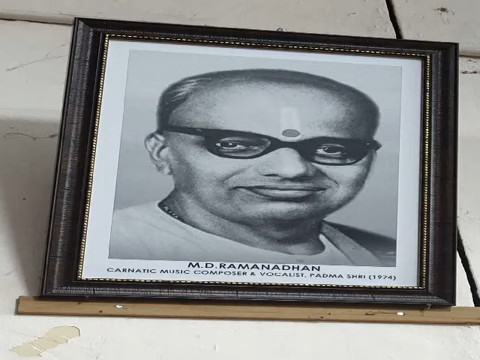 M.D.RAMANADHAN
CARNATIC MUSIC COMPOSER & VOCALIST, PADMA SHRI (1974)